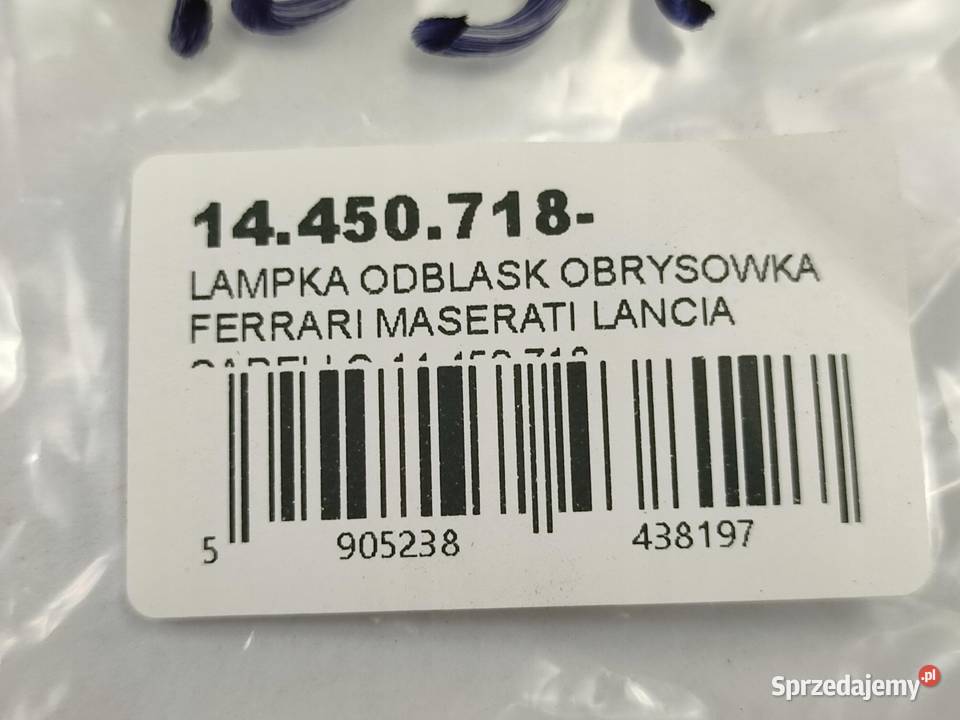 14.450.718-
LAMPKA ODBLASK OBRYSOWKA
FERRARI MASERATI LANCIA
5 905238 438197
Sprzedajemy.pl